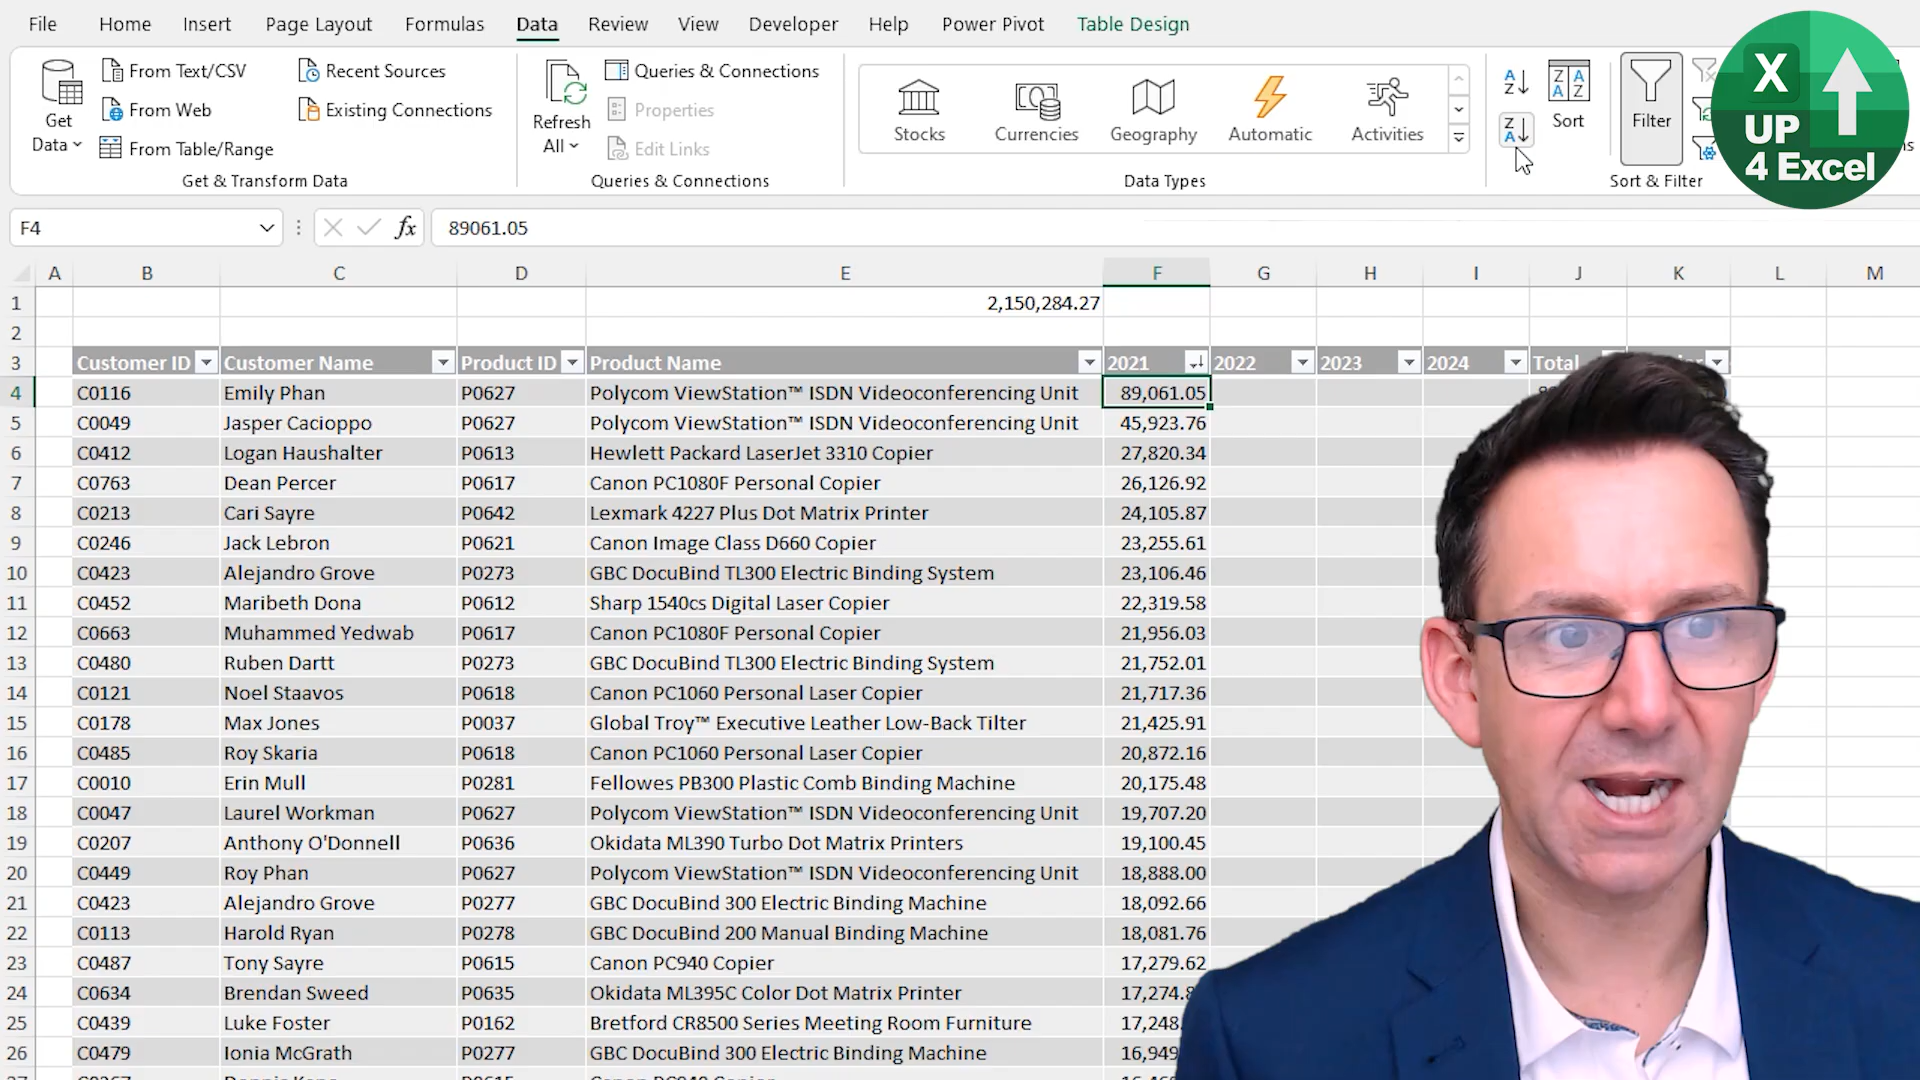 File Home Insert Page Layout Formulas Data Review View Developer Help Power Pivot Table Design
Get Data
From Text/CSV
From Web
From Table/Range
Recent Sources
Existing Connections
Get & Transform Data
Refresh All
Queries & Connections
Properties
Edit Links
Queries & Connections
Stocks Currencies Geography Automatic Activities
Data Types
Sort
Filter
Sort & Filter
X UP
4 Excel
F4 fx 89061.05
A B C D E F G H I J K L M
1 2,150,284.27
2
3 Customer ID Customer Name Product ID Product Name 2021 2022 2023 2024 Total
4 C0116 Emily Phan P0627 Polycom ViewStation™ ISDN Videoconferencing Unit 89,061.05
5 C0049 Jasper Cacioppo P0627 Polycom ViewStation™ ISDN Videoconferencing Unit 45,923.76
6 C0412 Logan Haushalter P0613 Hewlett Packard LaserJet 3310 Copier 27,820.34
7 C0763 Dean Percer P0617 Canon PC1080F Personal Copier 26,126.92
8 C0213 Cari Sayre P0642 Lexmark 4227 Plus Dot Matrix Printer 24,105.87
9 C0246 Jack Lebron P0621 Canon Image Class D660 Copier 23,255.61
10 C0423 Alejandro Grove P0273 GBC DocuBind TL300 Electric Binding System 23,106.46
11 C0452 Maribeth Dona P0612 Sharp 1540cs Digital Laser Copier 22,319.58
12 C0663 Muhammed Yedwab P0617 Canon PC1080F Personal Copier 21,956.03
13 C0480 Ruben Dartt P0273 GBC DocuBind TL300 Electric Binding System 21,752.01
14 C0121 Noel Staavos P0618 Canon PC1060 Personal Laser Copier 21,717.36
15 C0178 Max Jones P0037 Global Troy™ Executive Leather Low-Back Tilter 21,425.91
16 C0485 Roy Skaria P0618 Canon PC1060 Personal Laser Copier 20,872.16
17 C0010 Erin Mull P0281 Fellowes PB300 Plastic Comb Binding Machine 20,175.48
18 C0047 Laurel Workman P0627 Polycom ViewStation™ ISDN Videoconferencing Unit 19,707.20
19 C0207 Anthony O'Donnell P0636 Okidata ML390 Turbo Dot Matrix Printers 19,100.45
20 C0449 Roy Phan P0627 Polycom ViewStation™ ISDN Videoconferencing Unit 18,888.00
21 C0423 Alejandro Grove P0277 GBC DocuBind 300 Electric Binding Machine 18,092.66
22 C0113 Harold Ryan P0278 GBC DocuBind 200 Manual Binding Machine 18,081.76
23 C0487 Tony Sayre P0615 Canon PC940 Copier 17,279.62
24 C0634 Brendan Sweed P0635 Okidata ML395C Color Dot Matrix Printer 17,274.
25 C0439 Luke Foster P0162 Bretford CR8500 Series Meeting Room Furniture 17,248.
26 C0479 Ionia McGrath P0277 GBC DocuBind 300 Electric Binding Machine 16,949